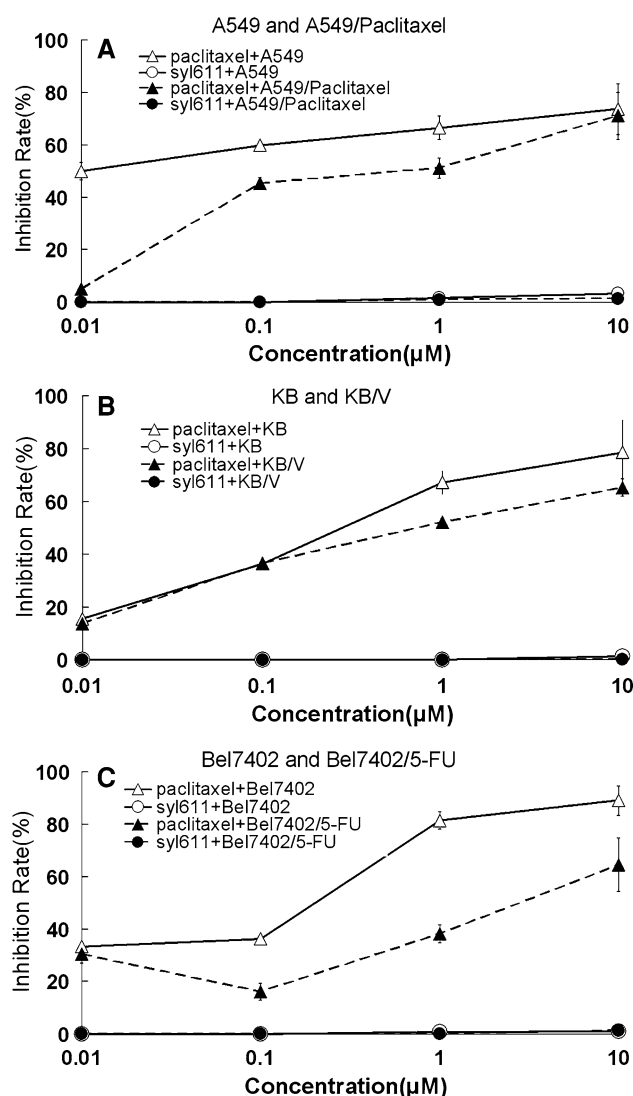 A549 and A549/Paclitaxel
A
100
80
60
40
20
0
Inhibition Rate(%)
paclitaxel+A549
syl611+A549
paclitaxel+A549/Paclitaxel
syl611+A549/Paclitaxel
0.01 0.1 1 10
Concentration(µM)
KB and KB/V
B
100
80
60
40
20
0
Inhibition Rate(%)
paclitaxel+KB
syl611+KB
paclitaxel+KB/V
syl611+KB/V
0.01 0.1 1 10
Concentration(µM)
Bel7402 and Bel7402/5-FU
C
100
80
60
40
20
0
Inhibition Rate(%)
paclitaxel+Bel7402
syl611+Bel7402
paclitaxel+Bel7402/5-FU
syl611+Bel7402/5-FU
0.01 0.1 1 10
Concentration(µM)